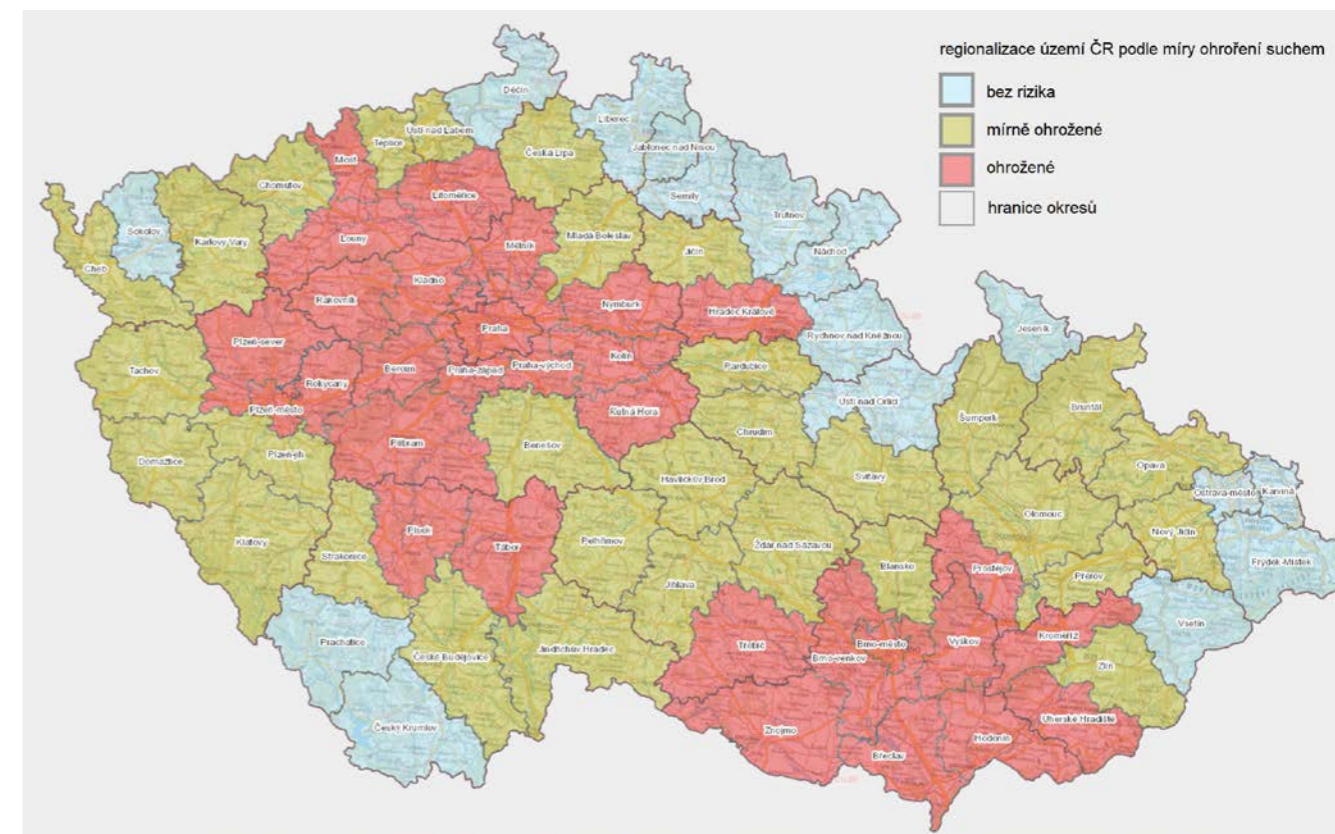 regionalizace území ČR podle míry ohroření suchem
bez rizika
mírně ohrožené
ohrožené
hranice okresů
Děčín
Liberec
Ústí nad Labem
Teplice
Jablonec nad Nisou
Česká Lípa
Most
Chomutov
Litoměřice
Semily
Trutnov
Sokolov
Karlovy Vary
Louny
Mělník
Mladá Boleslav
Jičín
Náchod
Cheb
Kladno
Rakovník
Nymburk
Hradec Králové
Praha
Rychnov nad Kněžnou
Jeseník
Plzeň-sever
Kolín
Pardubice
Tachov
Rokycany
Beroun
Praha-západ
Praha-východ
Ústí nad Orlicí
Plzeň-město
Kutná Hora
Šumperk
Bruntál
Příbram
Benešov
Chrudim
Domažlice
Plzeň-jih
Havlíčkův Brod
Svitavy
Opava
Ostrava-město
Karviná
Písek
Tábor
Olomouc
Nový Jičín
Klatovy
Strakonice
Pelhřimov
Žďár nad Sázavou
Blansko
Prostějov
Frýdek-Místek
Jihlava
Přerov
Prachatice
České Budějovice
Jindřichův Hradec
Třebíč
Brno-město
Brno-venkov
Vyškov
Kroměříž
Vsetín
Zlín
Český Krumlov
Znojmo
Uherské Hradiště
Hodonín
Břeclav